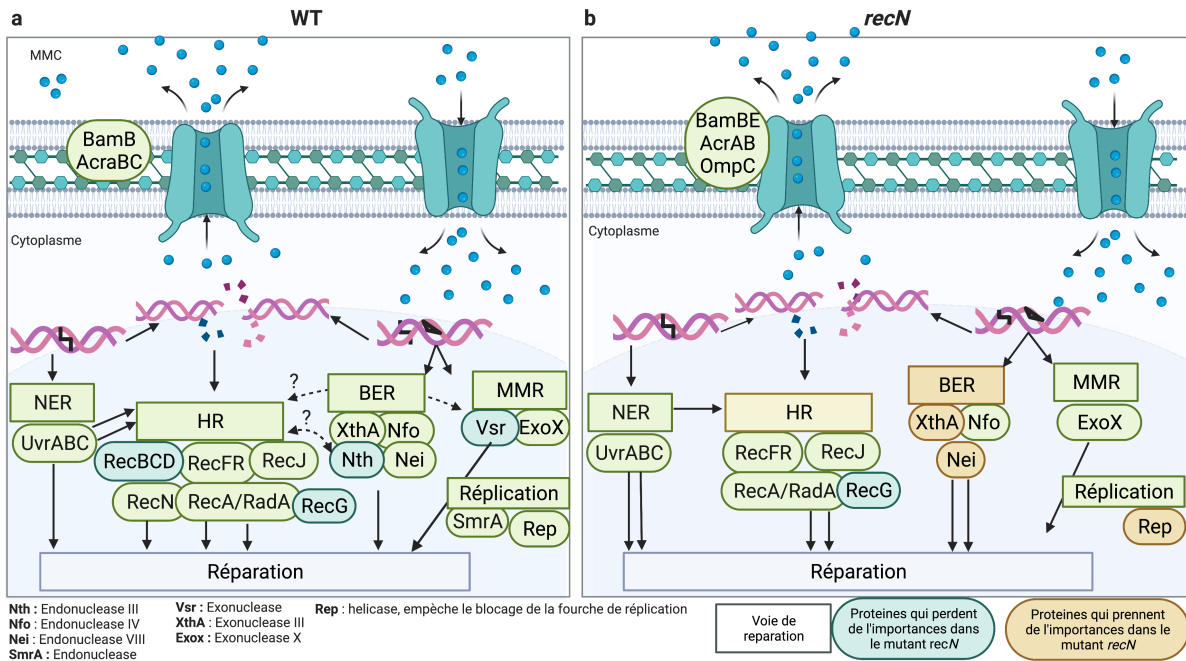 a
WT
MMC
BamB
AcraBC
Cytoplasme
NER
UvrABC
HR
RecBCD
RecFR
RecJ
RecN
RecA/RadA
RecG
?
?
BER
XthA
Nfo
Nth
Nei
MMR
Vsr
ExoX
Réplication
SmrA
Rep
Réparation
b
recN
BamBE
AcrAB
OmpC
Cytoplasme
NER
UvrABC
HR
RecFR
RecJ
RecA/RadA
RecG
BER
XthA
Nfo
Nei
MMR
ExoX
Réplication
Rep
Réparation
Nth : Endonuclease III
Nfo : Endonuclease IV
Nei : Endonuclease VIII
SmrA : Endonuclease
Vsr : Exonuclease
XthA : Exonuclease III
Exox : Exonuclease X
Rep : helicase, empèche le blocage de la fourche de réplication
Voie de
reparation
Proteines qui perdent
de l'importances dans
le mutant recN
Proteines qui prennent
de l'importances dans le
mutant recN